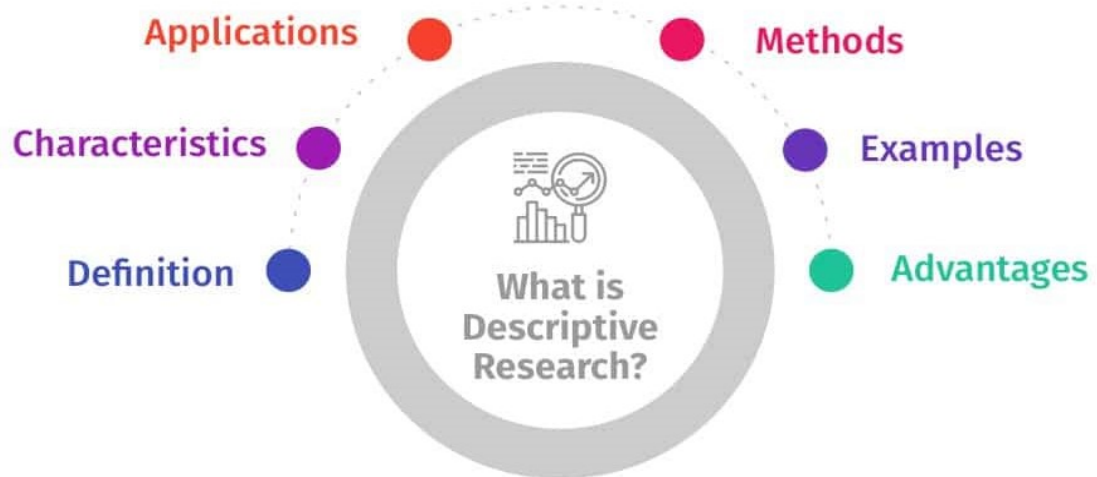 Applications
Methods
Characteristics
Examples
Definition
Advantages
What is
Descriptive
Research?